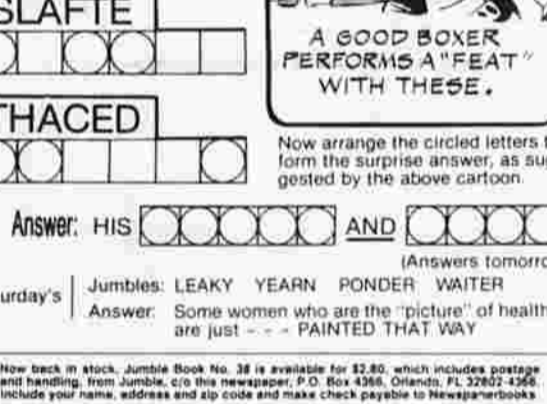 SLAFTE
A GOOD BOXER
PERFORMS A "FEAT"
WITH THESE.
THACED
Now arrange the circled letters t
form the surprise answer, as sug
gested by the above cartoon.
Answer: HIS AND
(Answers tomorro
urday's
Jumbles: LEAKY YEARN PONDER WAITER
Answer: Some women who are the "picture" of health
are just - - - PAINTED THAT WAY
Now back in stock, Jumble Book No. 38 is available for $2.80, which includes postage
and handling, from Jumble, c/o this newspaper, P.O. Box 4366, Orlando, FL 32802-4366.
Include your name, address and zip code and make check payable to Newspaperbooks